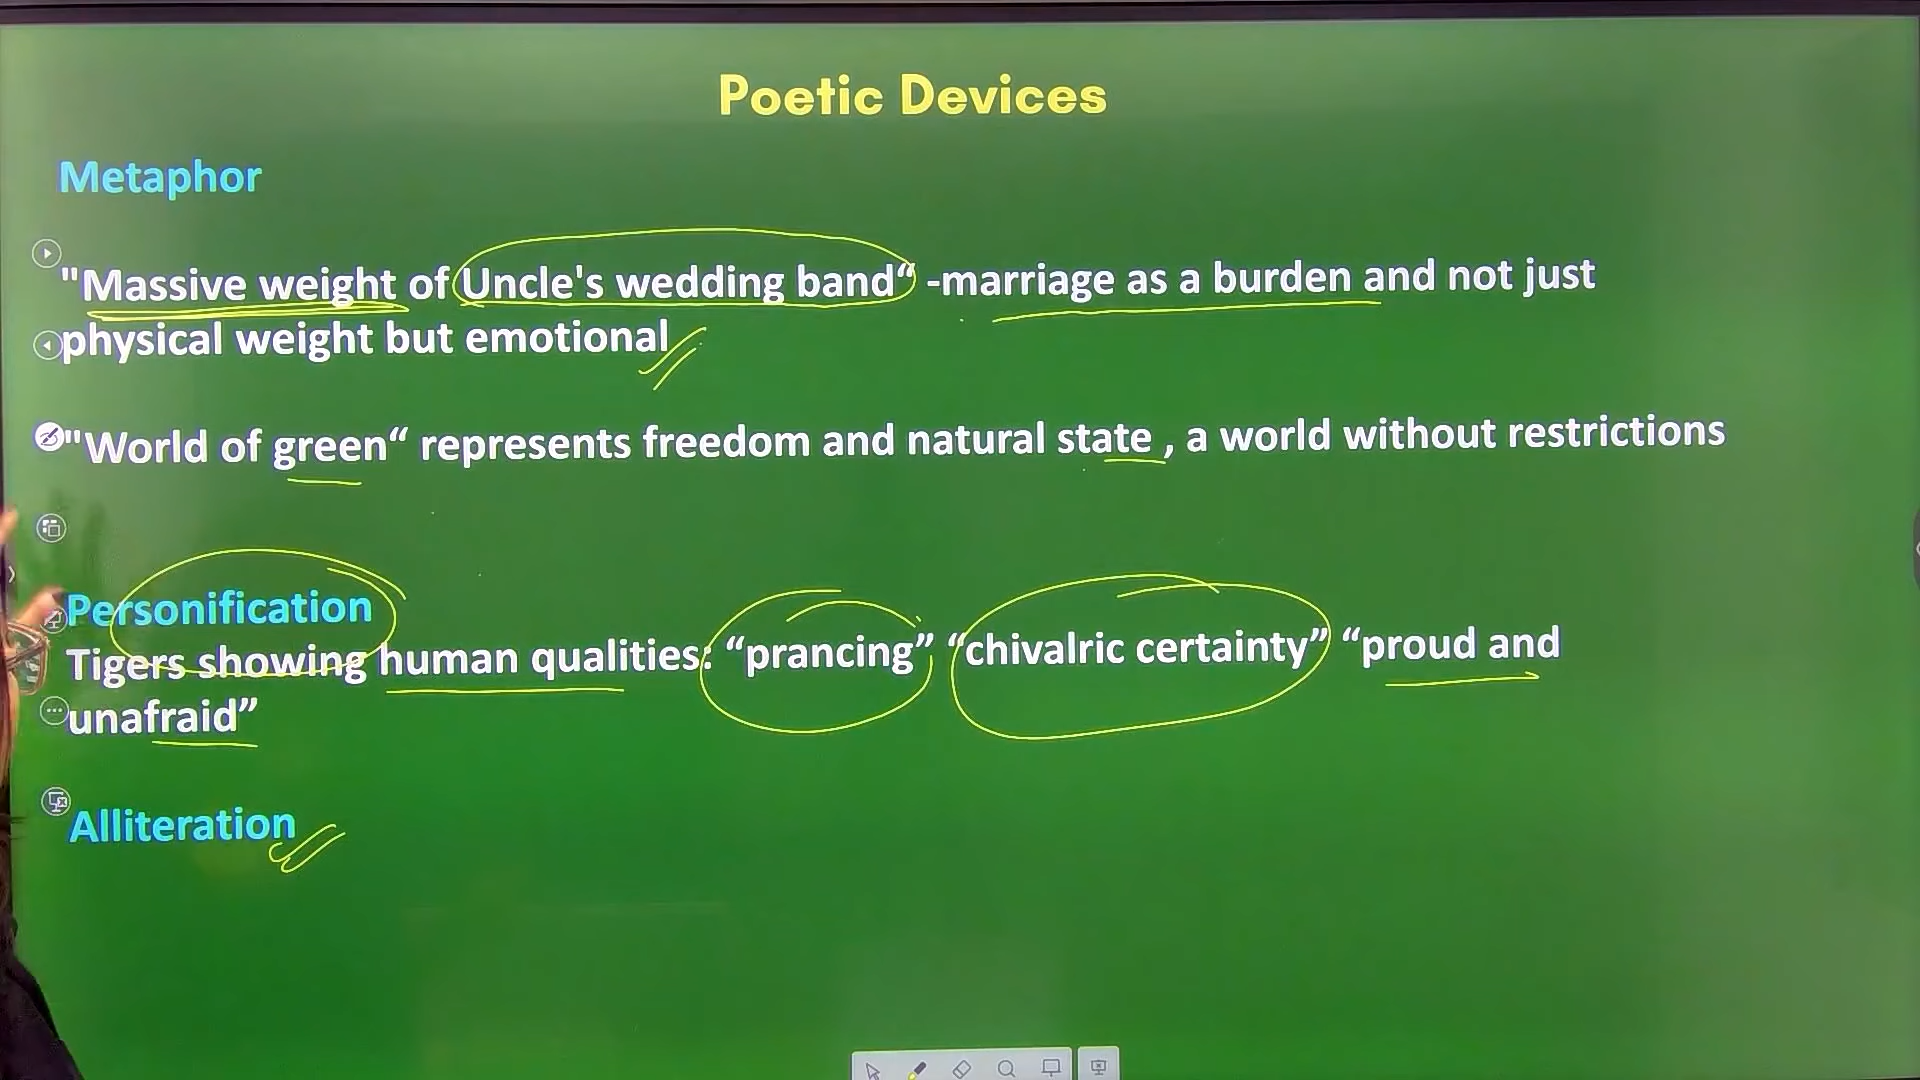 Poetic Devices
Metaphor
"Massive weight of Uncle's wedding band“ -marriage as a burden and not just
physical weight but emotional
"World of green“ represents freedom and natural state , a world without restrictions
Personification
Tigers showing human qualities: “prancing” “chivalric certainty” “proud and
unafraid”
Alliteration